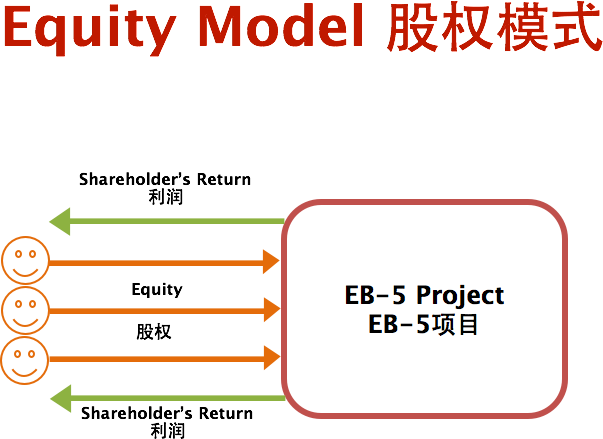 Equity Model 股权模式
Shareholder's Return
利润
Equity
股权
EB-5 Project
EB-5项目
Shareholder's Return
利润